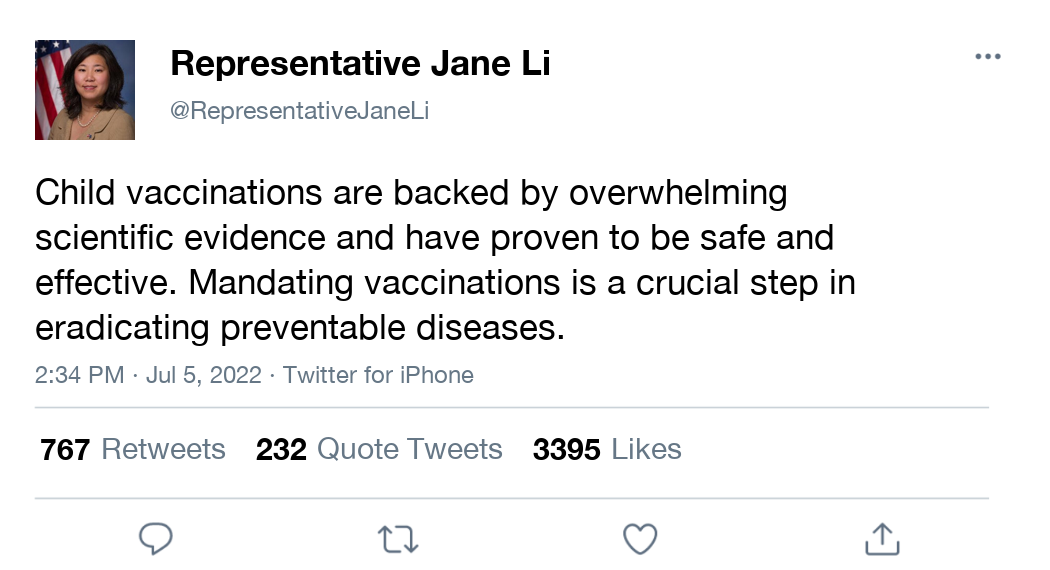 Representative Jane Li
@RepresentativeJaneLi
Child vaccinations are backed by overwhelming
scientific evidence and have proven to be safe and
effective. Mandating vaccinations is a crucial step in
eradicating preventable diseases.
2:34 PM · Jul 5, 2022 · Twitter for iPhone
767 Retweets 232 Quote Tweets 3395 Likes